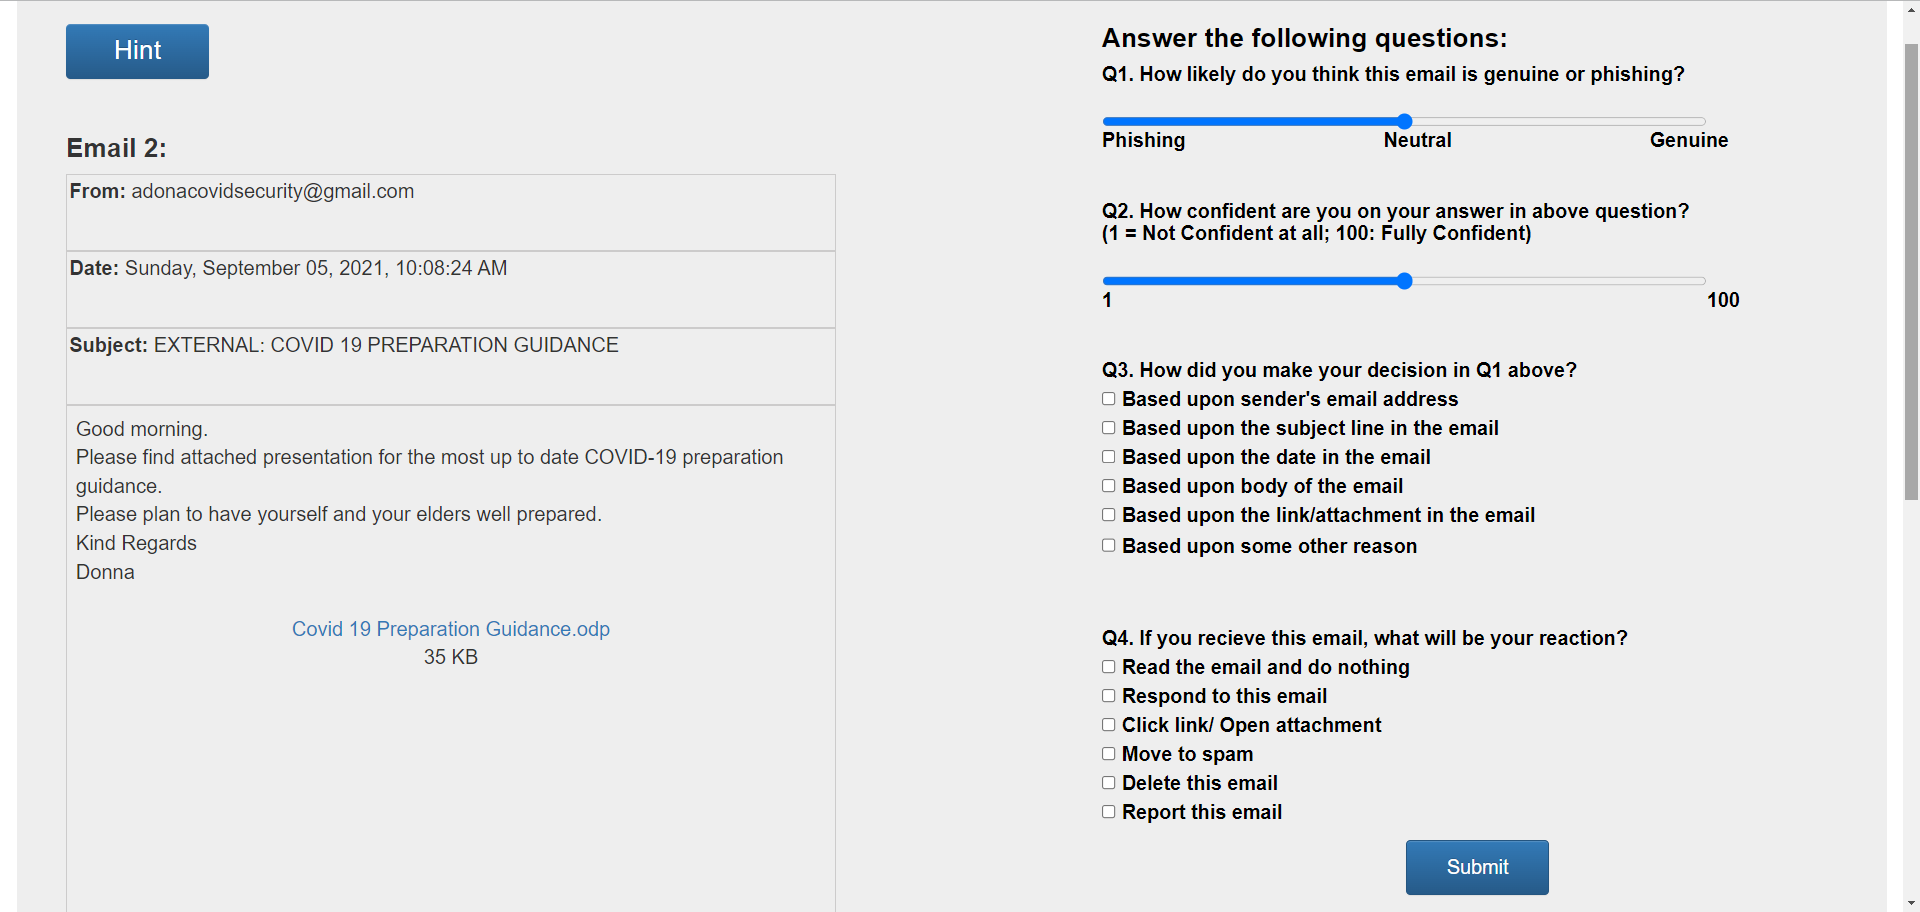 Hint
Email 2:
From: adonacovidsecurity@gmail.com
Date: Sunday, September 05, 2021, 10:08:24 AM
Subject: EXTERNAL: COVID 19 PREPARATION GUIDANCE
Good morning.
Please find attached presentation for the most up to date COVID-19 preparation
guidance.
Please plan to have yourself and your elders well prepared.
Kind Regards
Donna
Covid 19 Preparation Guidance.odp
35 KB
Answer the following questions:
Q1. How likely do you think this email is genuine or phishing?
Phishing Neutral Genuine
Q2. How confident are you on your answer in above question?
(1 = Not Confident at all; 100: Fully Confident)
1 100
Q3. How did you make your decision in Q1 above?
Based upon sender's email address
Based upon the subject line in the email
Based upon the date in the email
Based upon body of the email
Based upon the link/attachment in the email
Based upon some other reason
Q4. If you recieve this email, what will be your reaction?
Read the email and do nothing
Respond to this email
Click link/ Open attachment
Move to spam
Delete this email
Report this email
Submit